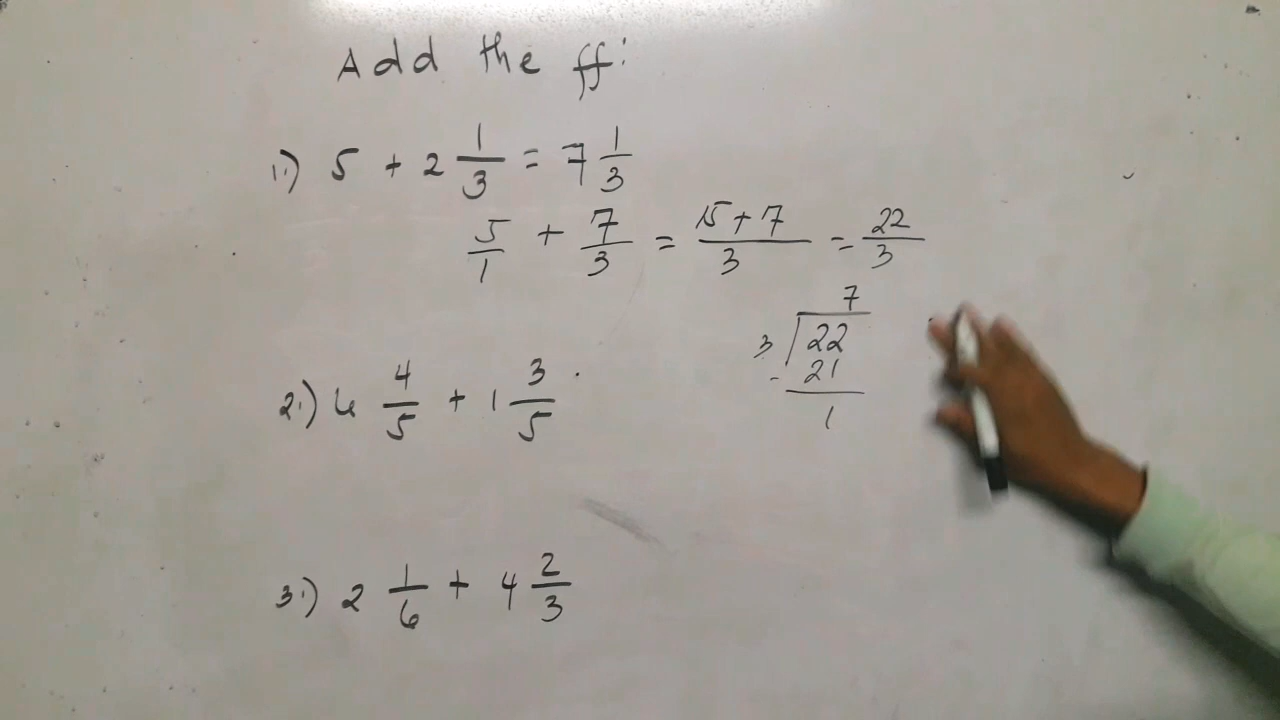 Add the ff:
1.) 5 + 2 1/3 = 7 1/3
5/1 + 7/3 = 15+7/3 = 22/3
7
3 22
- 21
1
2.) 6 4/5 + 1 3/5
3.) 2 1/6 + 4 2/3